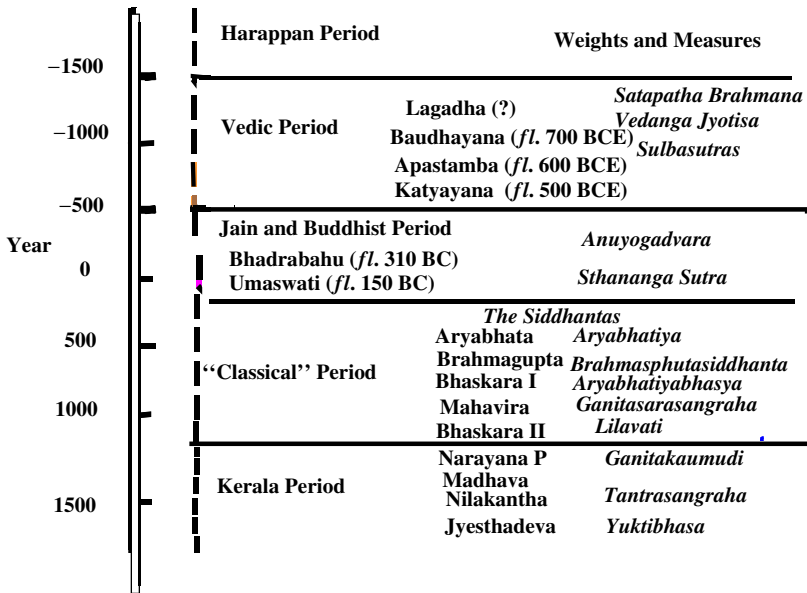 Harappan Period Weights and Measures
−1500
Satapatha Brahmana
Lagadha (?) Vedanga Jyotisa
−1000 Vedic Period Baudhayana (fl. 700 BCE) Sulbasutras
Apastamba (fl. 600 BCE)
Katyayana (fl. 500 BCE)
−500
Jain and Buddhist Period Anuyogadvara
Year
Bhadrabahu (fl. 310 BC)
0 Umaswati (fl. 150 BC) Sthananga Sutra
The Siddhantas
500 Aryabhata Aryabhatiya
Brahmagupta Brahmasphutasiddhanta
‘‘Classical’’ Period Bhaskara I Aryabhatiyabhasya
1000 Mahavira Ganitasarasangraha
Bhaskara II Lilavati
Narayana P Ganitakaumudi
Kerala Period Madhava
1500 Nilakantha Tantrasangraha
Jyesthadeva Yuktibhasa